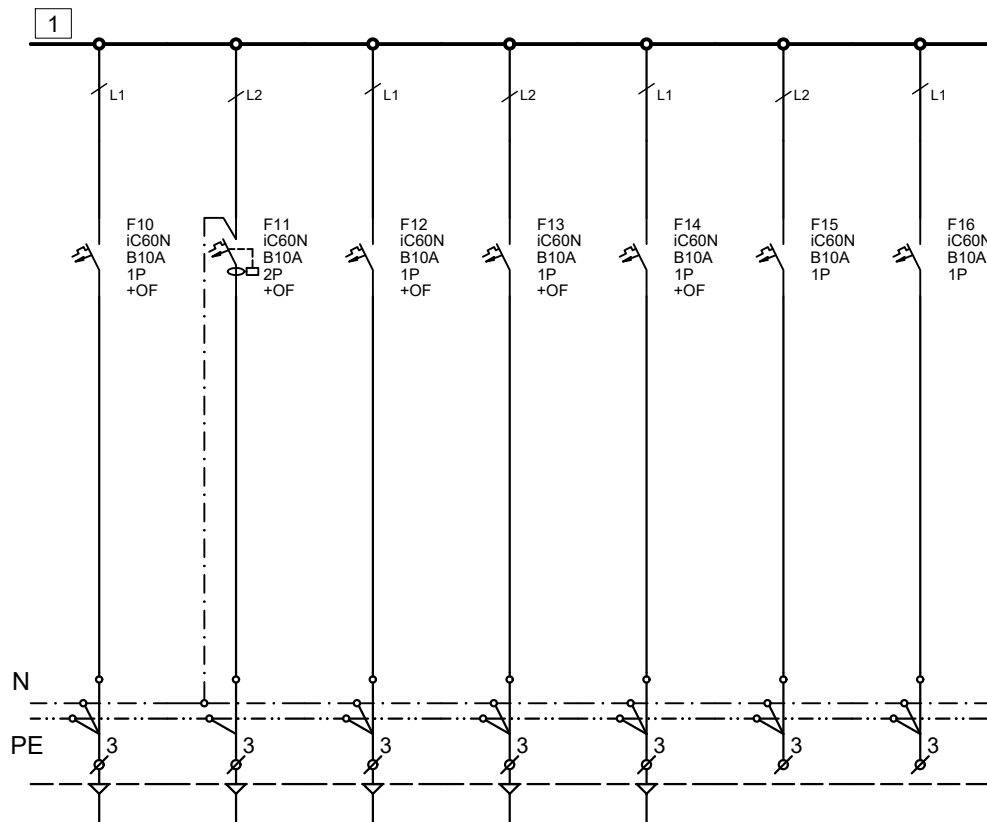 1
L1
L2
L1
L2
L1
L2
L1
F10
iC60N
B10A
1P
+OF
F11
iC60N
B10A
2P
+OF
F12
iC60N
B10A
1P
+OF
F13
iC60N
B10A
1P
+OF
F14
iC60N
B10A
1P
+OF
F15
iC60N
B10A
1P
F16
iC60N
B10A
1P
N
PE
3
3
3
3
3
3
3